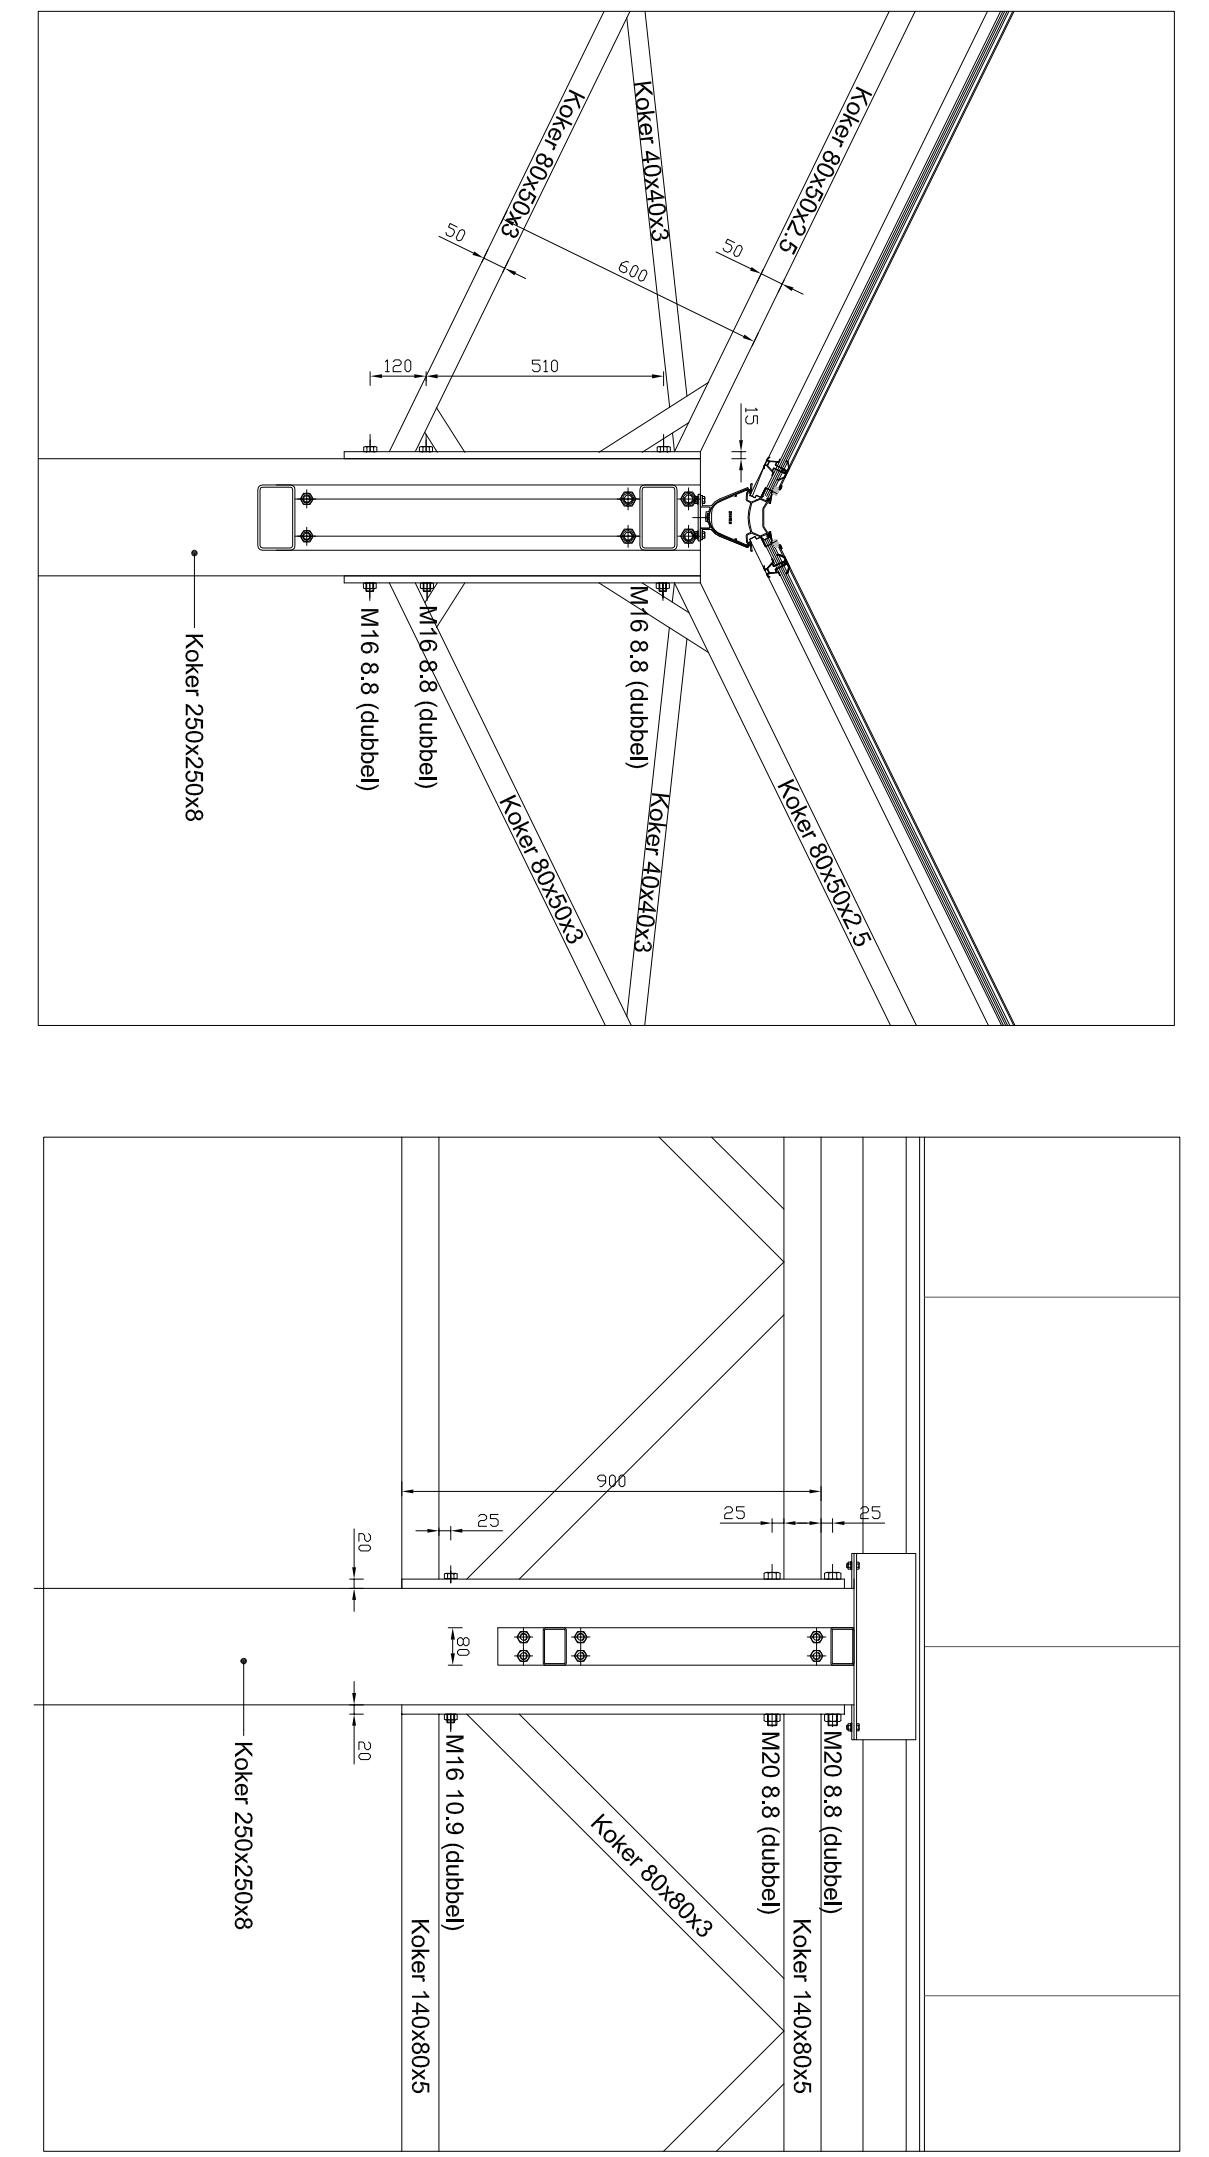 Koker 80x50x3
Koker 40x40x3
Koker 80x50x2.5
50
600
50
120
510
15
M16 8.8 (dubbel)
M16 8.8 (dubbel)
M16 8.8 (dubbel)
Koker 250x250x8
Koker 80x50x3
Koker 40x40x3
Koker 80x50x2.5
900
25
25
25
20
80
20
M16 10.9 (dubbel)
M20 8.8 (dubbel)
M20 8.8 (dubbel)
Koker 250x250x8
Koker 80x80x3
Koker 140x80x5
Koker 140x80x5